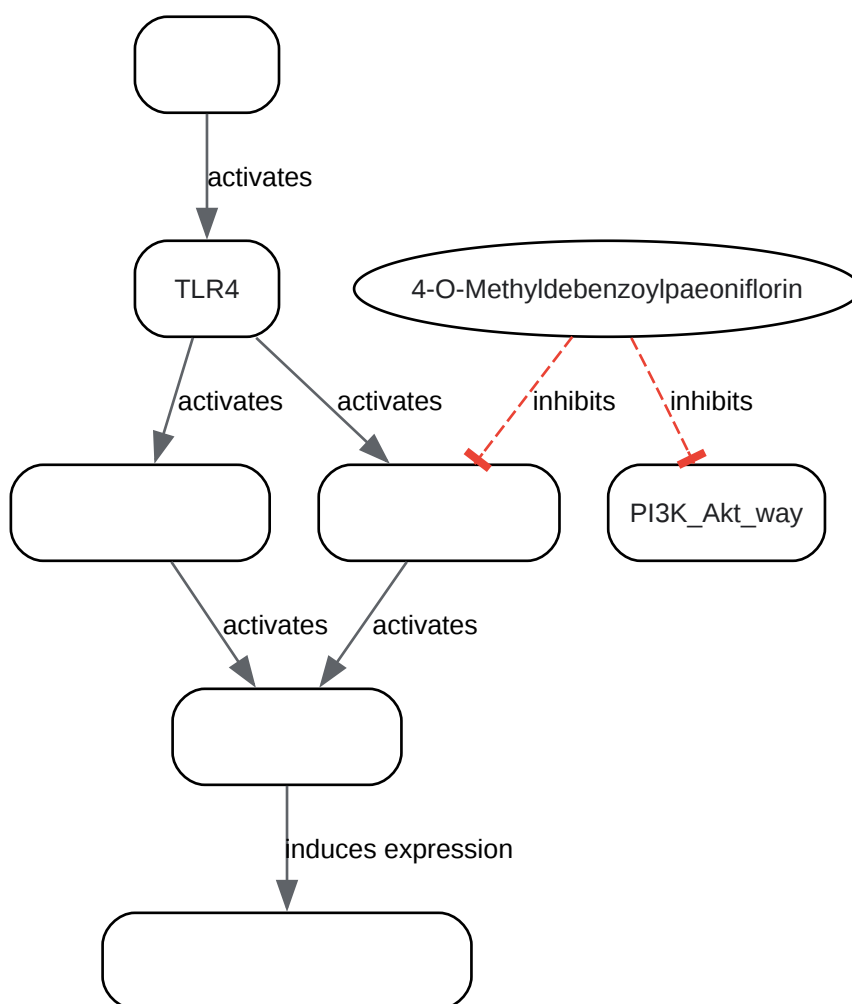 activates
TLR4
4-O-Methyldebenzoylpaeoniflorin
activates
activates
inhibits
inhibits
PI3K_Akt_way
activates
activates
induces expression